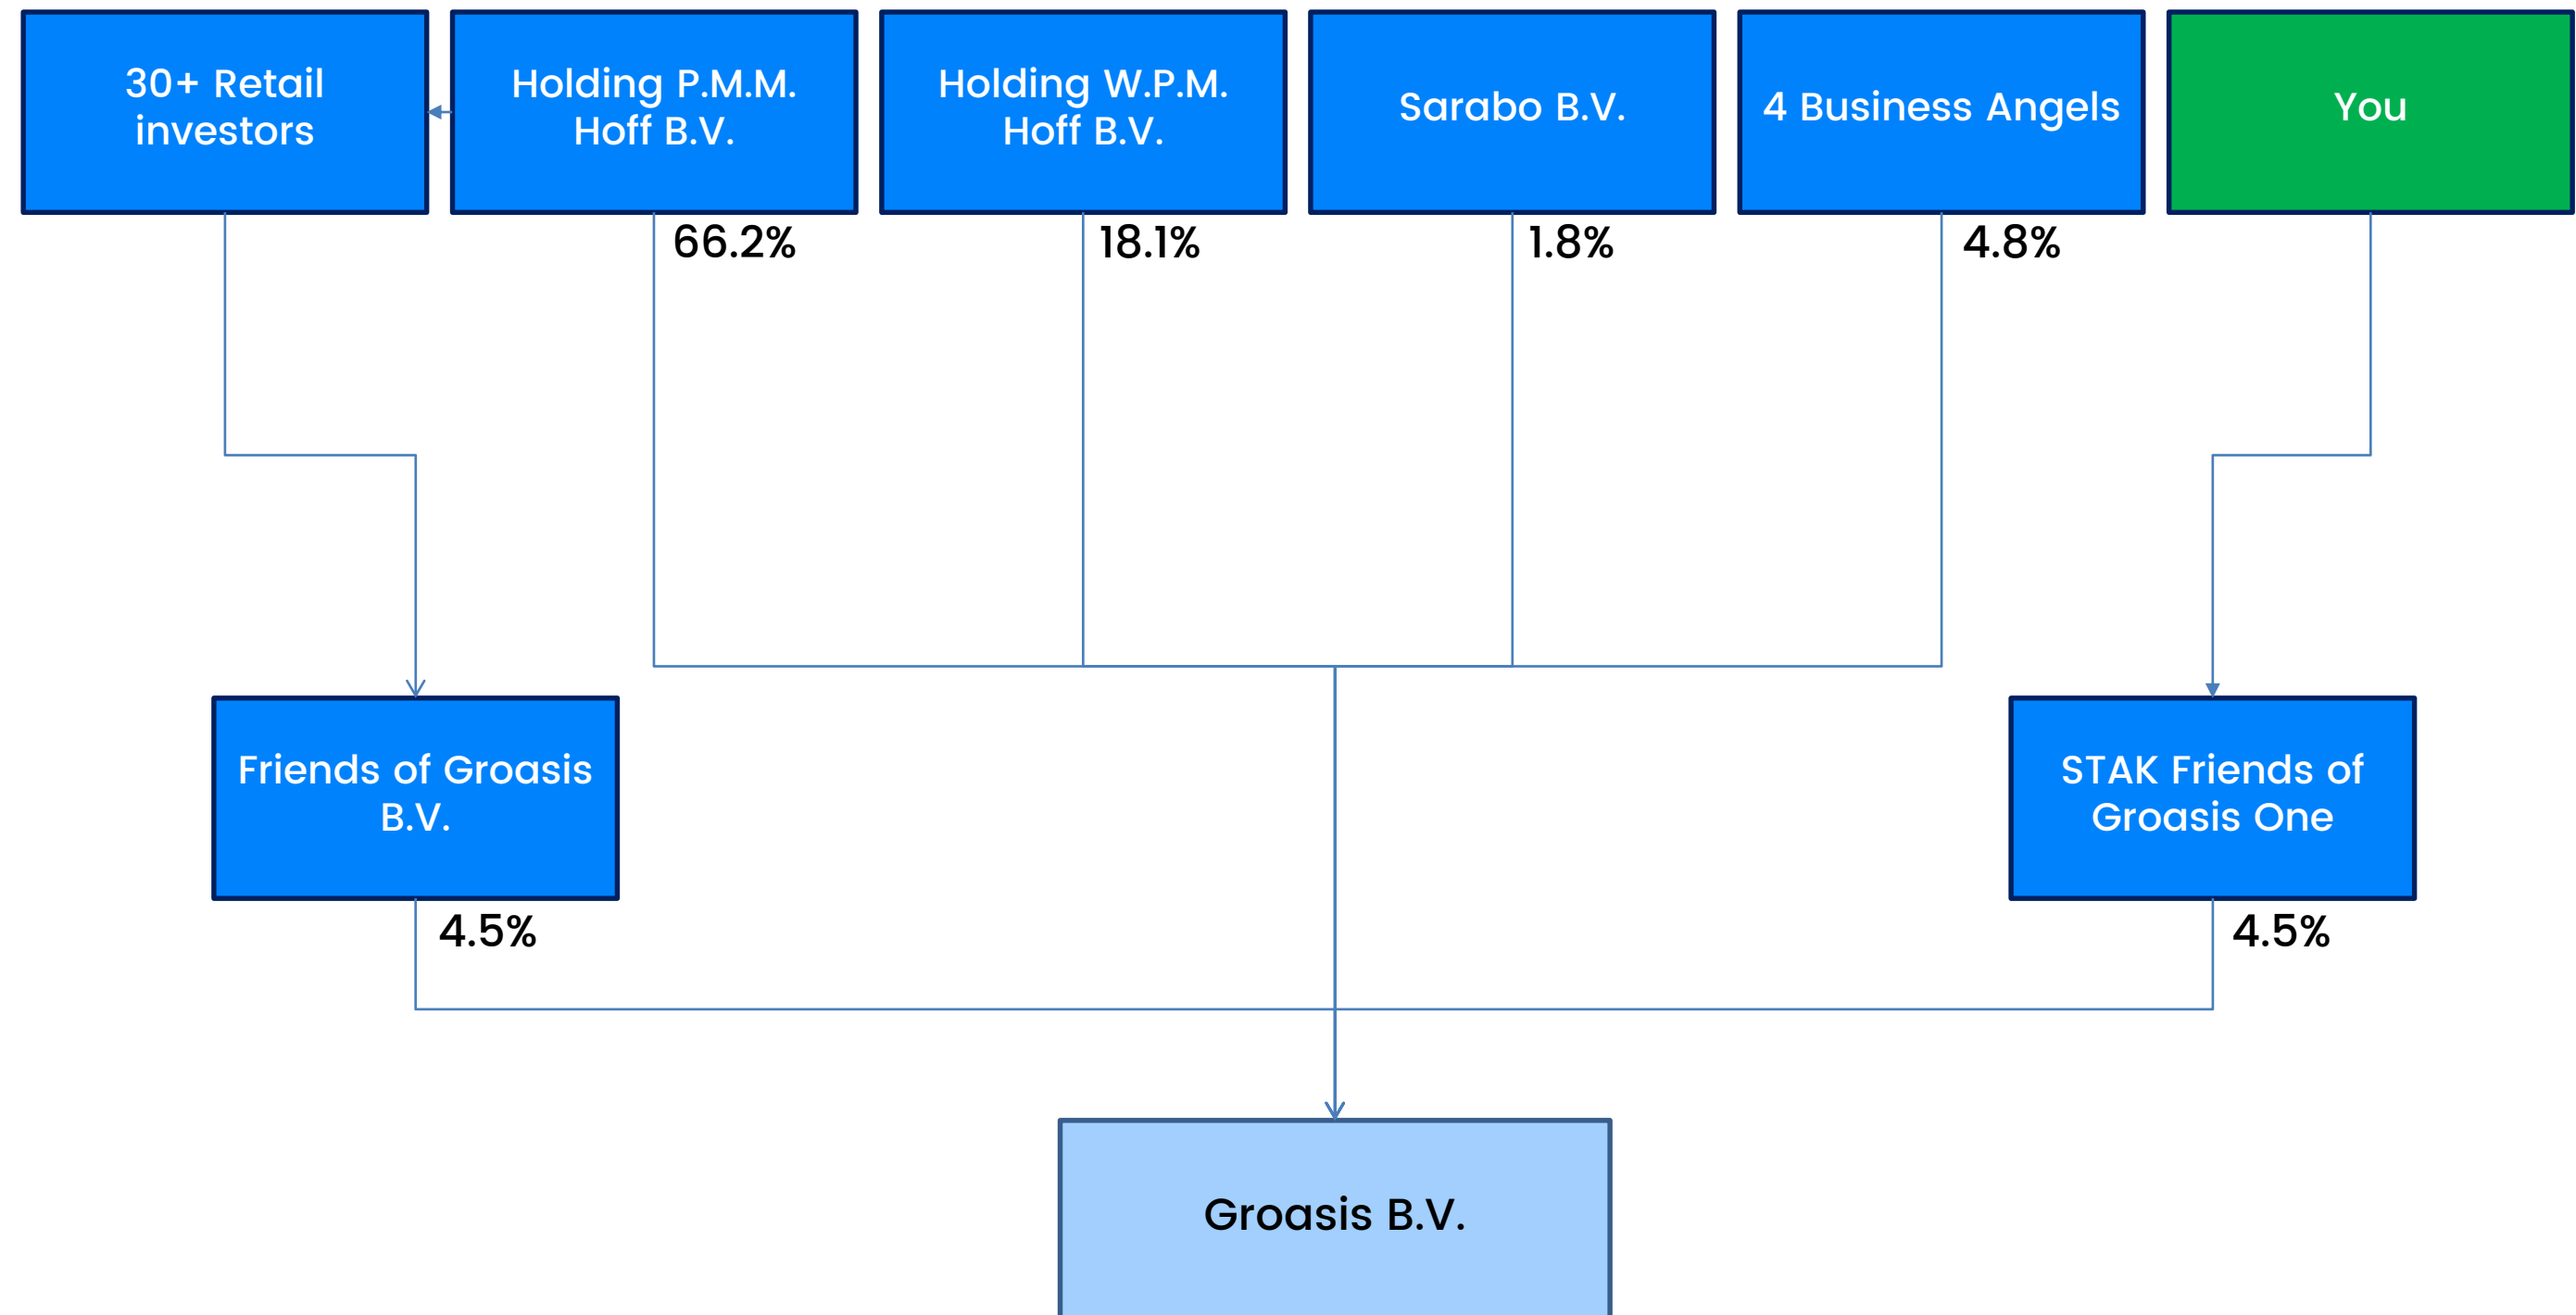 30+ Retail
investors
Holding P.M.M.
Hoff B.V.
Holding W.P.M.
Hoff B.V.
Sarabo B.V.
4 Business Angels
You
66.2%
18.1%
1.8%
4.8%
Friends of Groasis
B.V.
STAK Friends of
Groasis One
4.5%
4.5%
Groasis B.V.